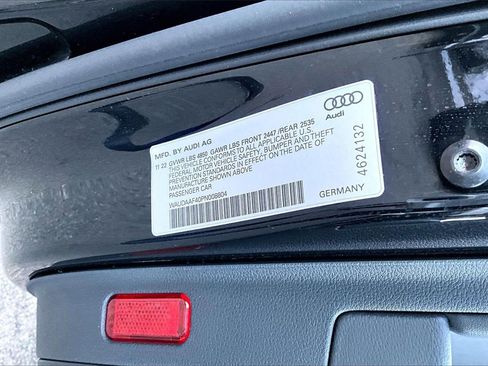 MFD. BY AUDI AG
11 22 GVWR LBS 4850 GAWR LBS FRONT 2447 /REAR 2535
THIS VEHICLE CONFORMS TO ALL APPLICABLE U.S.
FEDERAL MOTOR VEHICLE SAFETY, BUMPER AND THEFT
PREVENTION STANDARDS IN EFFECT ON THE DATE OF
MANUFACTURE SHOWN ABOVE
PASSENGER CAR
WAUDAAF40PN008804
GERMANY
Audi
4624132